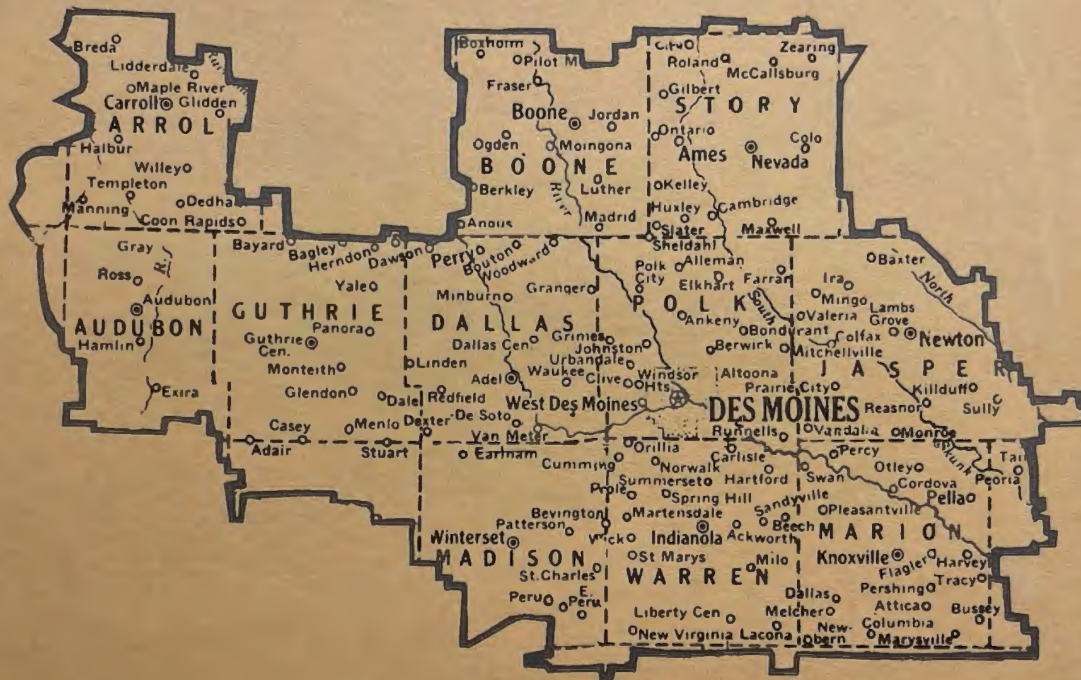 Breda
Lidderdale
Maple River
Carroll Glidden
ARROL
Halbur
Willey
Templeton
Manning
Dedha
Coon Rapids
Boxhorm
Pilot M
Fraser
Boone Jordan
Ogden
Moingona
BOONE
Berkley
River
Luther
Madrid
Angus
Zearing
Roland
McCallsburg
Gilbert
STORY
Ontario
Colo
Ames
Nevada
Kelley
Huxley
Cambridge
Slater
Maxwell
Sheldahl
Gray
R.
Ross
Audubon
AUDUBON
Hamlin
Exira
Bayard
Bagley
Herndon
Dawson
Yale
GUTHRIE
Panora
Guthrie
Cen.
Monteith
Glendon
Dale
Casey
Menlo
Adair
Stuart
Perry
Bouton
Woodward
Minburn
Granger
DALLAS
Dallas Cen
Grimes
Linden
Waukee
Adel
Redfield
De Soto
Dexter
Van Meter
West Des Moines
Polk
City
Alleman
Elkhart
Farrar
POLK
South
Ankeny
Bondurant
Johnston
Urbandale
Berwick
Mitchellville
Clive
Windsor
Hts
Altoona
DES MOINES
Runnells
Baxter
North
Ira
Mingo
Lambs
Grove
Valeria
Colfax
Newton
JASPER
Prairie City
Killduff
Reasnor
Sully
Vandalia
Monroe
Skunk
Earlham
Cumming
Bevington
Patterson
Winterset
MADISON
St.Charles
Peru
E.
Peru
Orillia
Carlisle
Norwalk
Summerset
Hartford
Prole
Spring Hill
Sandyville
Martensdale
Beech
Indianola
Ackworth
Wick
St Marys
Milo
WARREN
Liberty Cen
New Virginia
Lacona
Percy
Otley
Swan
Cordova
Pella
Peoria
Pleasantville
MARION
Knoxville
Flagler
Harvey
Tracy
Dallas
Pershing
Melcher
Attica
Bussey
New-
bern
Columbia
Marysville